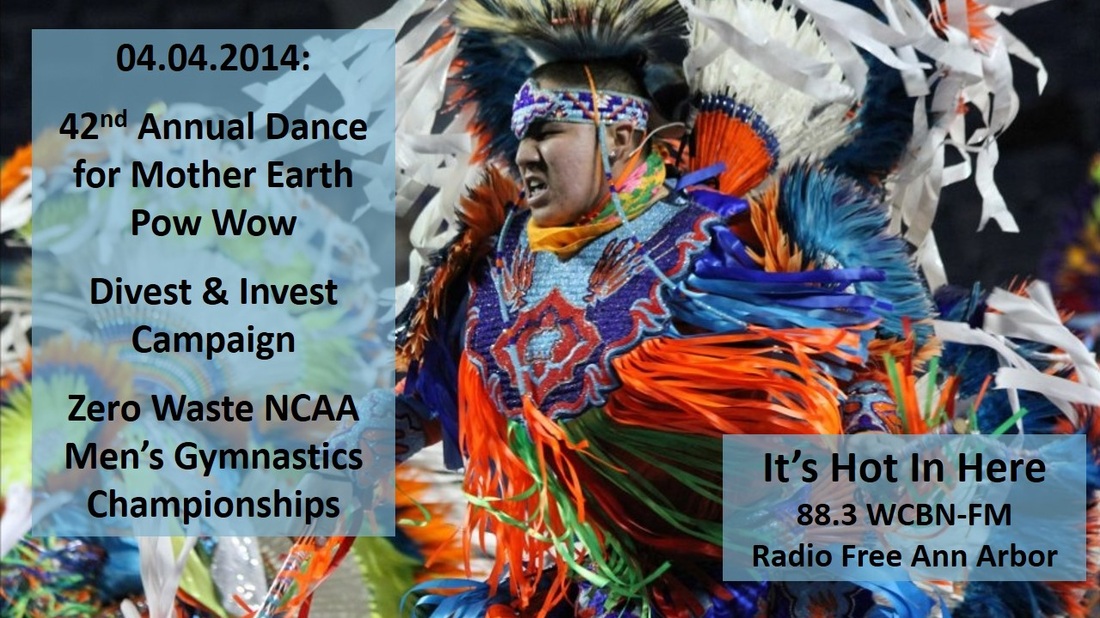 04.04.2014:
42nd Annual Dance
for Mother Earth
Pow Wow
Divest & Invest
Campaign
Zero Waste NCAA
Men’s Gymnastics
Championships
It’s Hot In Here
88.3 WCBN-FM
Radio Free Ann Arbor